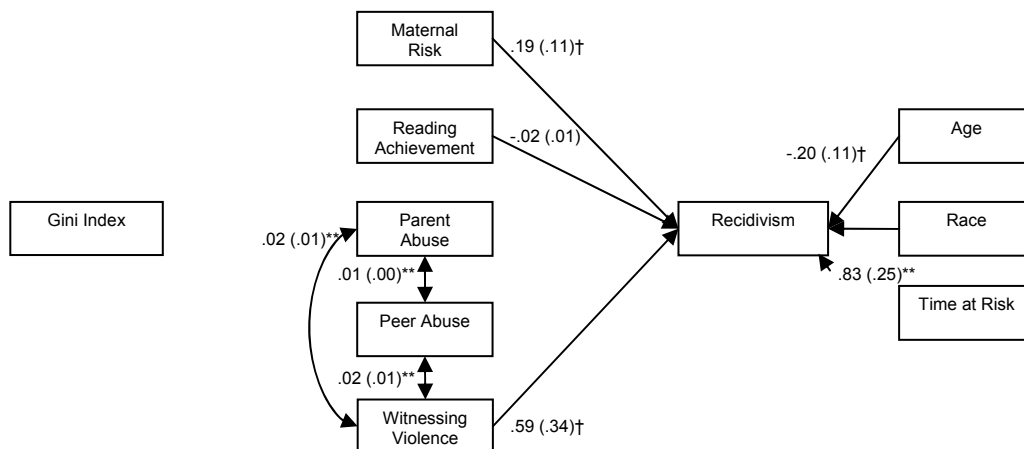 Maternal
Risk
.19 (.11)†
Reading
Achievement
-.02 (.01)
Age
-.20 (.11)†
Gini Index
Parent
Abuse
Recidivism
Race
.02 (.01)**
.01 (.00)**
.83 (.25)**
Peer Abuse
Time at Risk
.02 (.01)**
Witnessing
Violence
.59 (.34)†